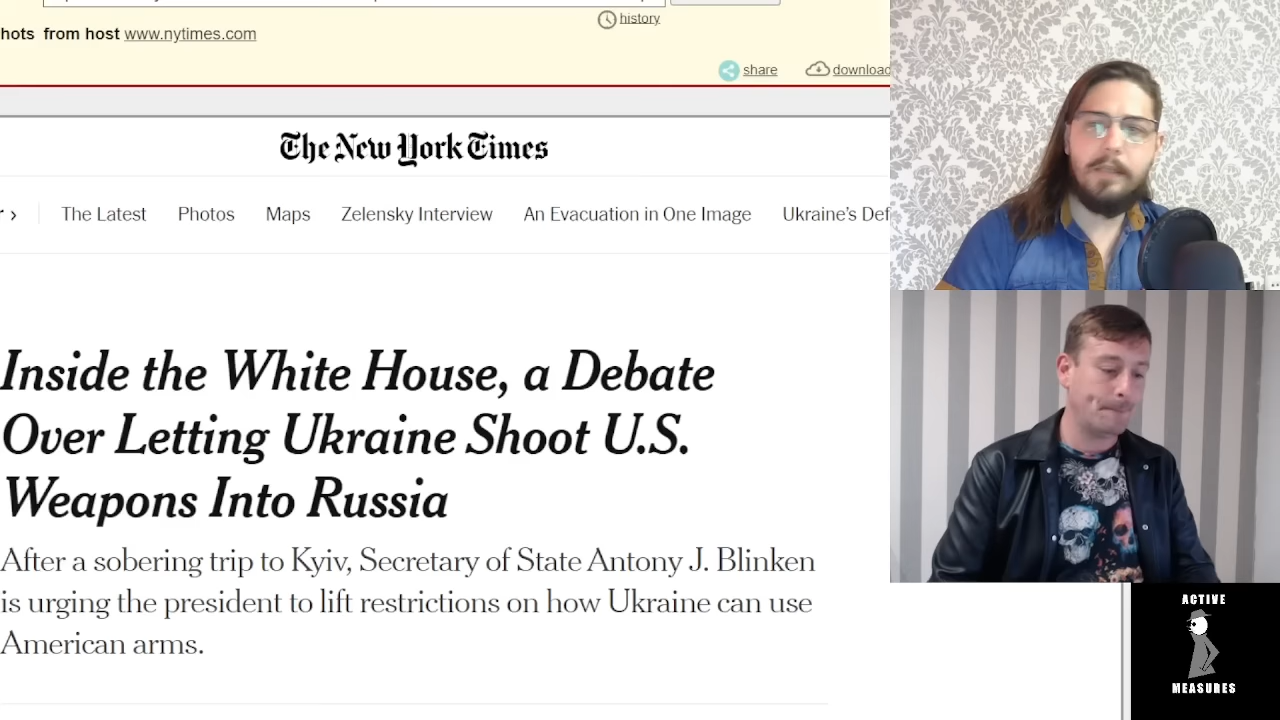 history
hots from host www.nytimes.com
share
download
The New York Times
The Latest
Photos
Maps
Zelensky Interview
An Evacuation in One Image
Ukraine's Def
Inside the White House, a Debate
Over Letting Ukraine Shoot U.S.
Weapons Into Russia
After a sobering trip to Kyiv, Secretary of State Antony J. Blinken
is urging the president to lift restrictions on how Ukraine can use
American arms.
ACTIVE
MEASURES